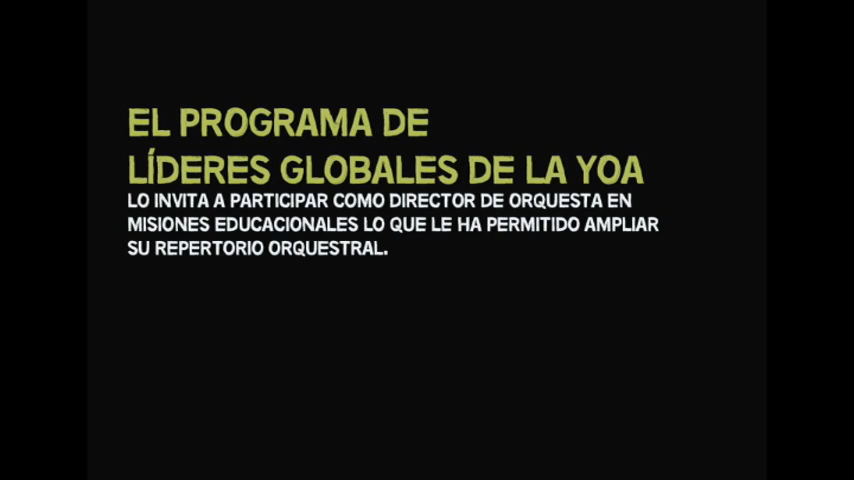 EL PROGRAMA DE
LÍDERES GLOBALES DE LA YOA
LO INVITA A PARTICIPAR COMO DIRECTOR DE ORQUESTA EN
MISIONES EDUCACIONALES LO QUE LE HA PERMITIDO AMPLIAR
SU REPERTORIO ORQUESTRAL.